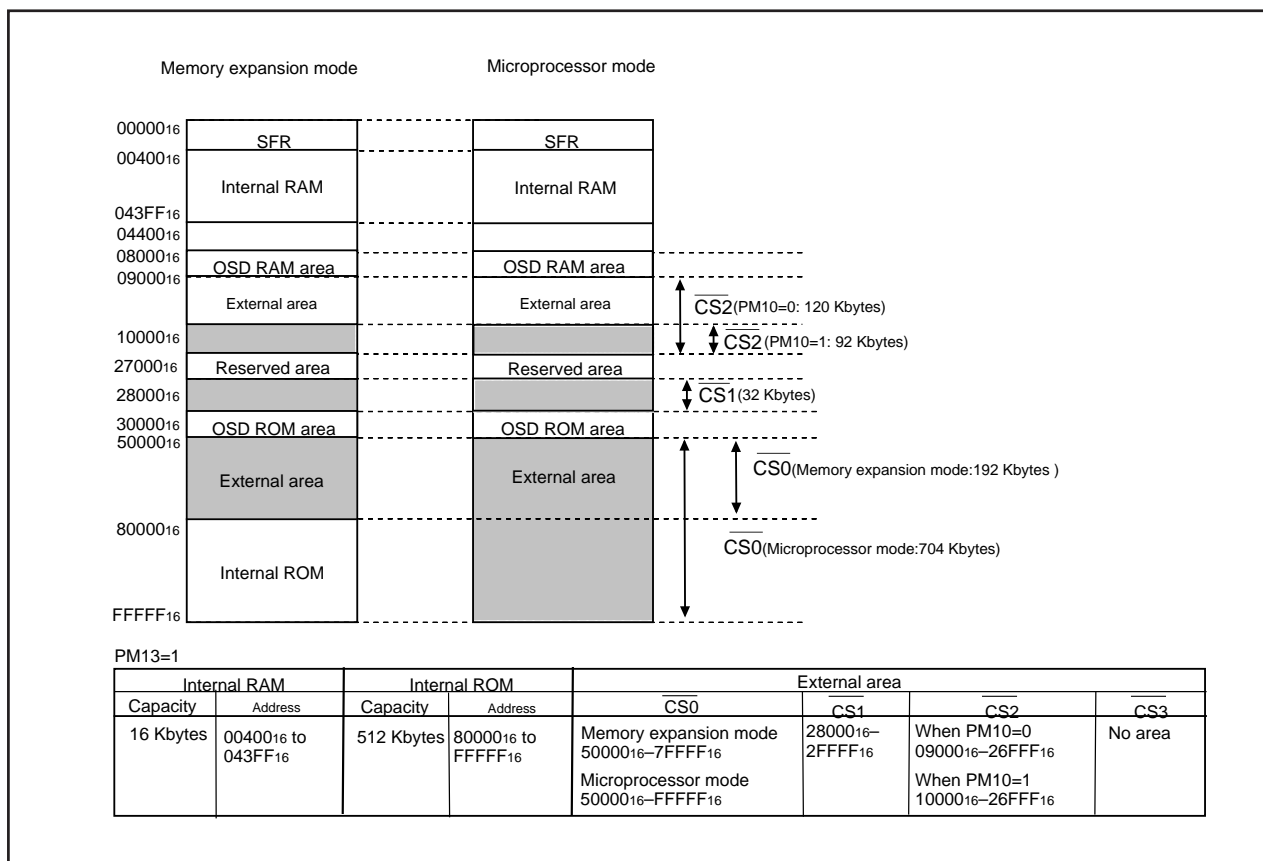 Memory expansion mode
Microprocessor mode
0000016
SFR
SFR
0040016
Internal RAM
Internal RAM
043FF16
0440016
0800016
OSD RAM area
OSD RAM area
0900016
External area
External area
CS2(PM10=0: 120 Kbytes)
1000016
CS2(PM10=1: 92 Kbytes)
2700016
Reserved area
Reserved area
2800016
CS1(32 Kbytes)
3000016
OSD ROM area
OSD ROM area
5000016
External area
External area
CS0(Memory expansion mode:192 Kbytes )
8000016
CS0(Microprocessor mode:704 Kbytes)
Internal ROM
FFFFF16
PM13=1
Internal RAM Internal ROM External area
Capacity Address Capacity Address CS0 CS1 CS2 CS3
16 Kbytes 0040016 to 512 Kbytes 8000016 to Memory expansion mode 2800016– When PM10=0 No area
043FF16 FFFFF16 5000016–7FFFF16 2FFFF16 0900016–26FFF16
Microprocessor mode When PM10=1
5000016–FFFFF16 1000016–26FFF16